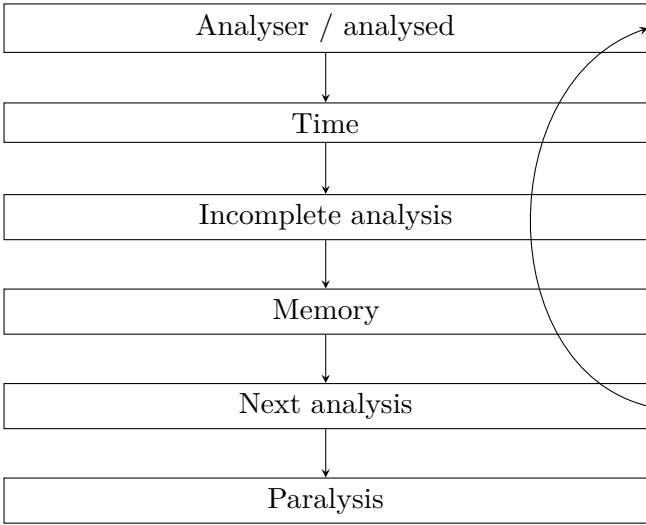 Analyser / analysed
Time
Incomplete analysis
Memory
Next analysis
Paralysis